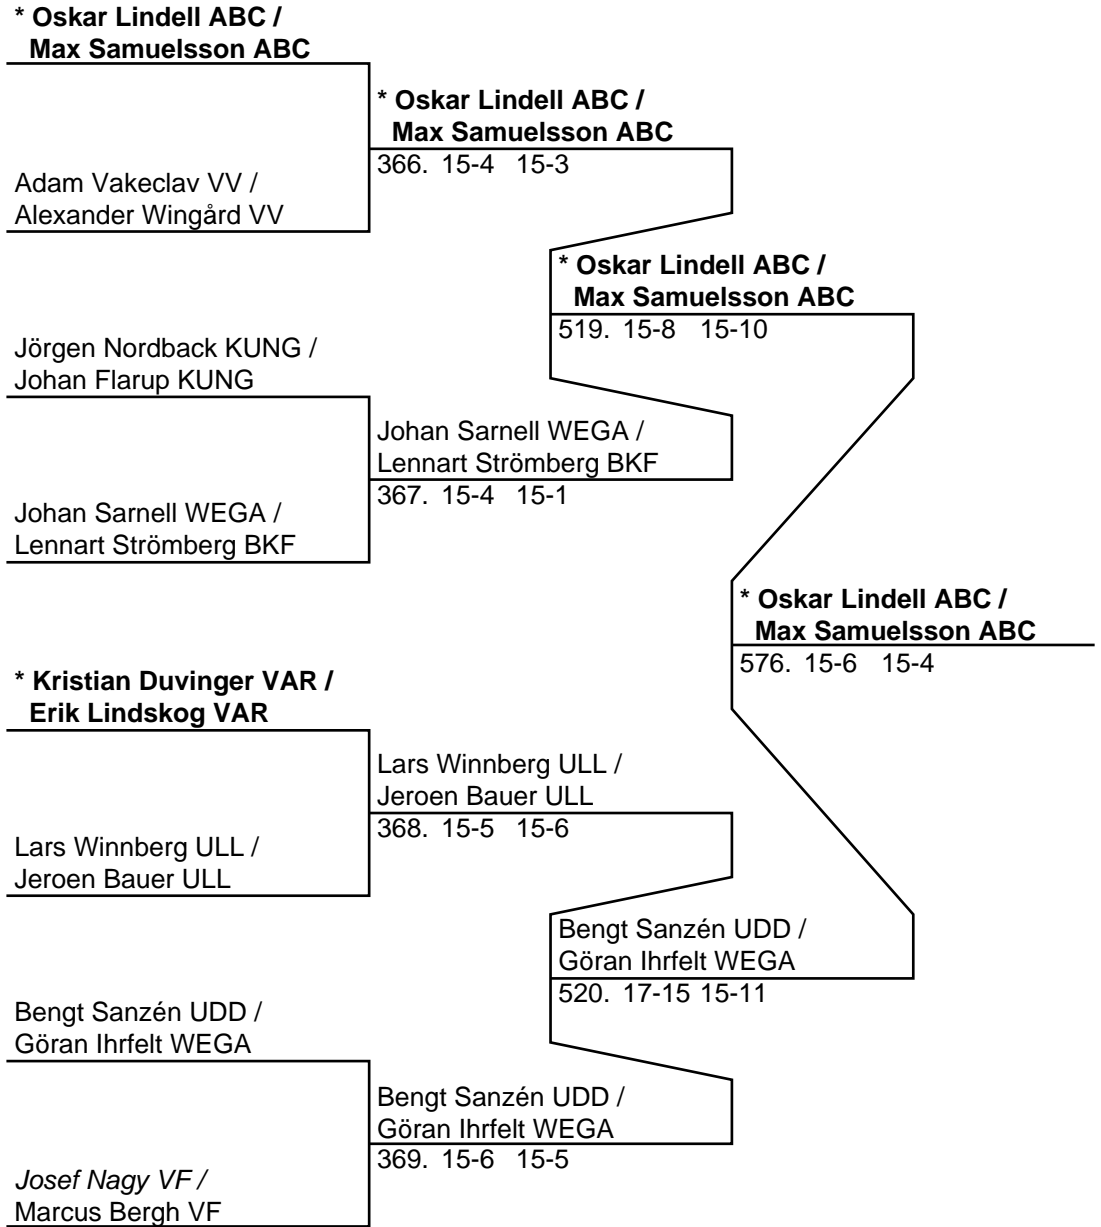 * Oskar Lindell ABC /
Max Samuelsson ABC
* Oskar Lindell ABC /
Max Samuelsson ABC
366. 15-4 15-3
Adam Vakeclav VV /
Alexander Wingård VV
* Oskar Lindell ABC /
Max Samuelsson ABC
519. 15-8 15-10
Jörgen Nordback KUNG /
Johan Flarup KUNG
Johan Sarnell WEGA /
Lennart Strömberg BKF
367. 15-4 15-1
Johan Sarnell WEGA /
Lennart Strömberg BKF
* Oskar Lindell ABC /
Max Samuelsson ABC
576. 15-6 15-4
* Kristian Duvinger VAR /
Erik Lindskog VAR
Lars Winnberg ULL /
Jeroen Bauer ULL
368. 15-5 15-6
Lars Winnberg ULL /
Jeroen Bauer ULL
Bengt Sanzén UDD /
Göran Ihrfelt WEGA
520. 17-15 15-11
Bengt Sanzén UDD /
Göran Ihrfelt WEGA
Bengt Sanzén UDD /
Göran Ihrfelt WEGA
369. 15-6 15-5
Josef Nagy VF /
Marcus Bergh VF